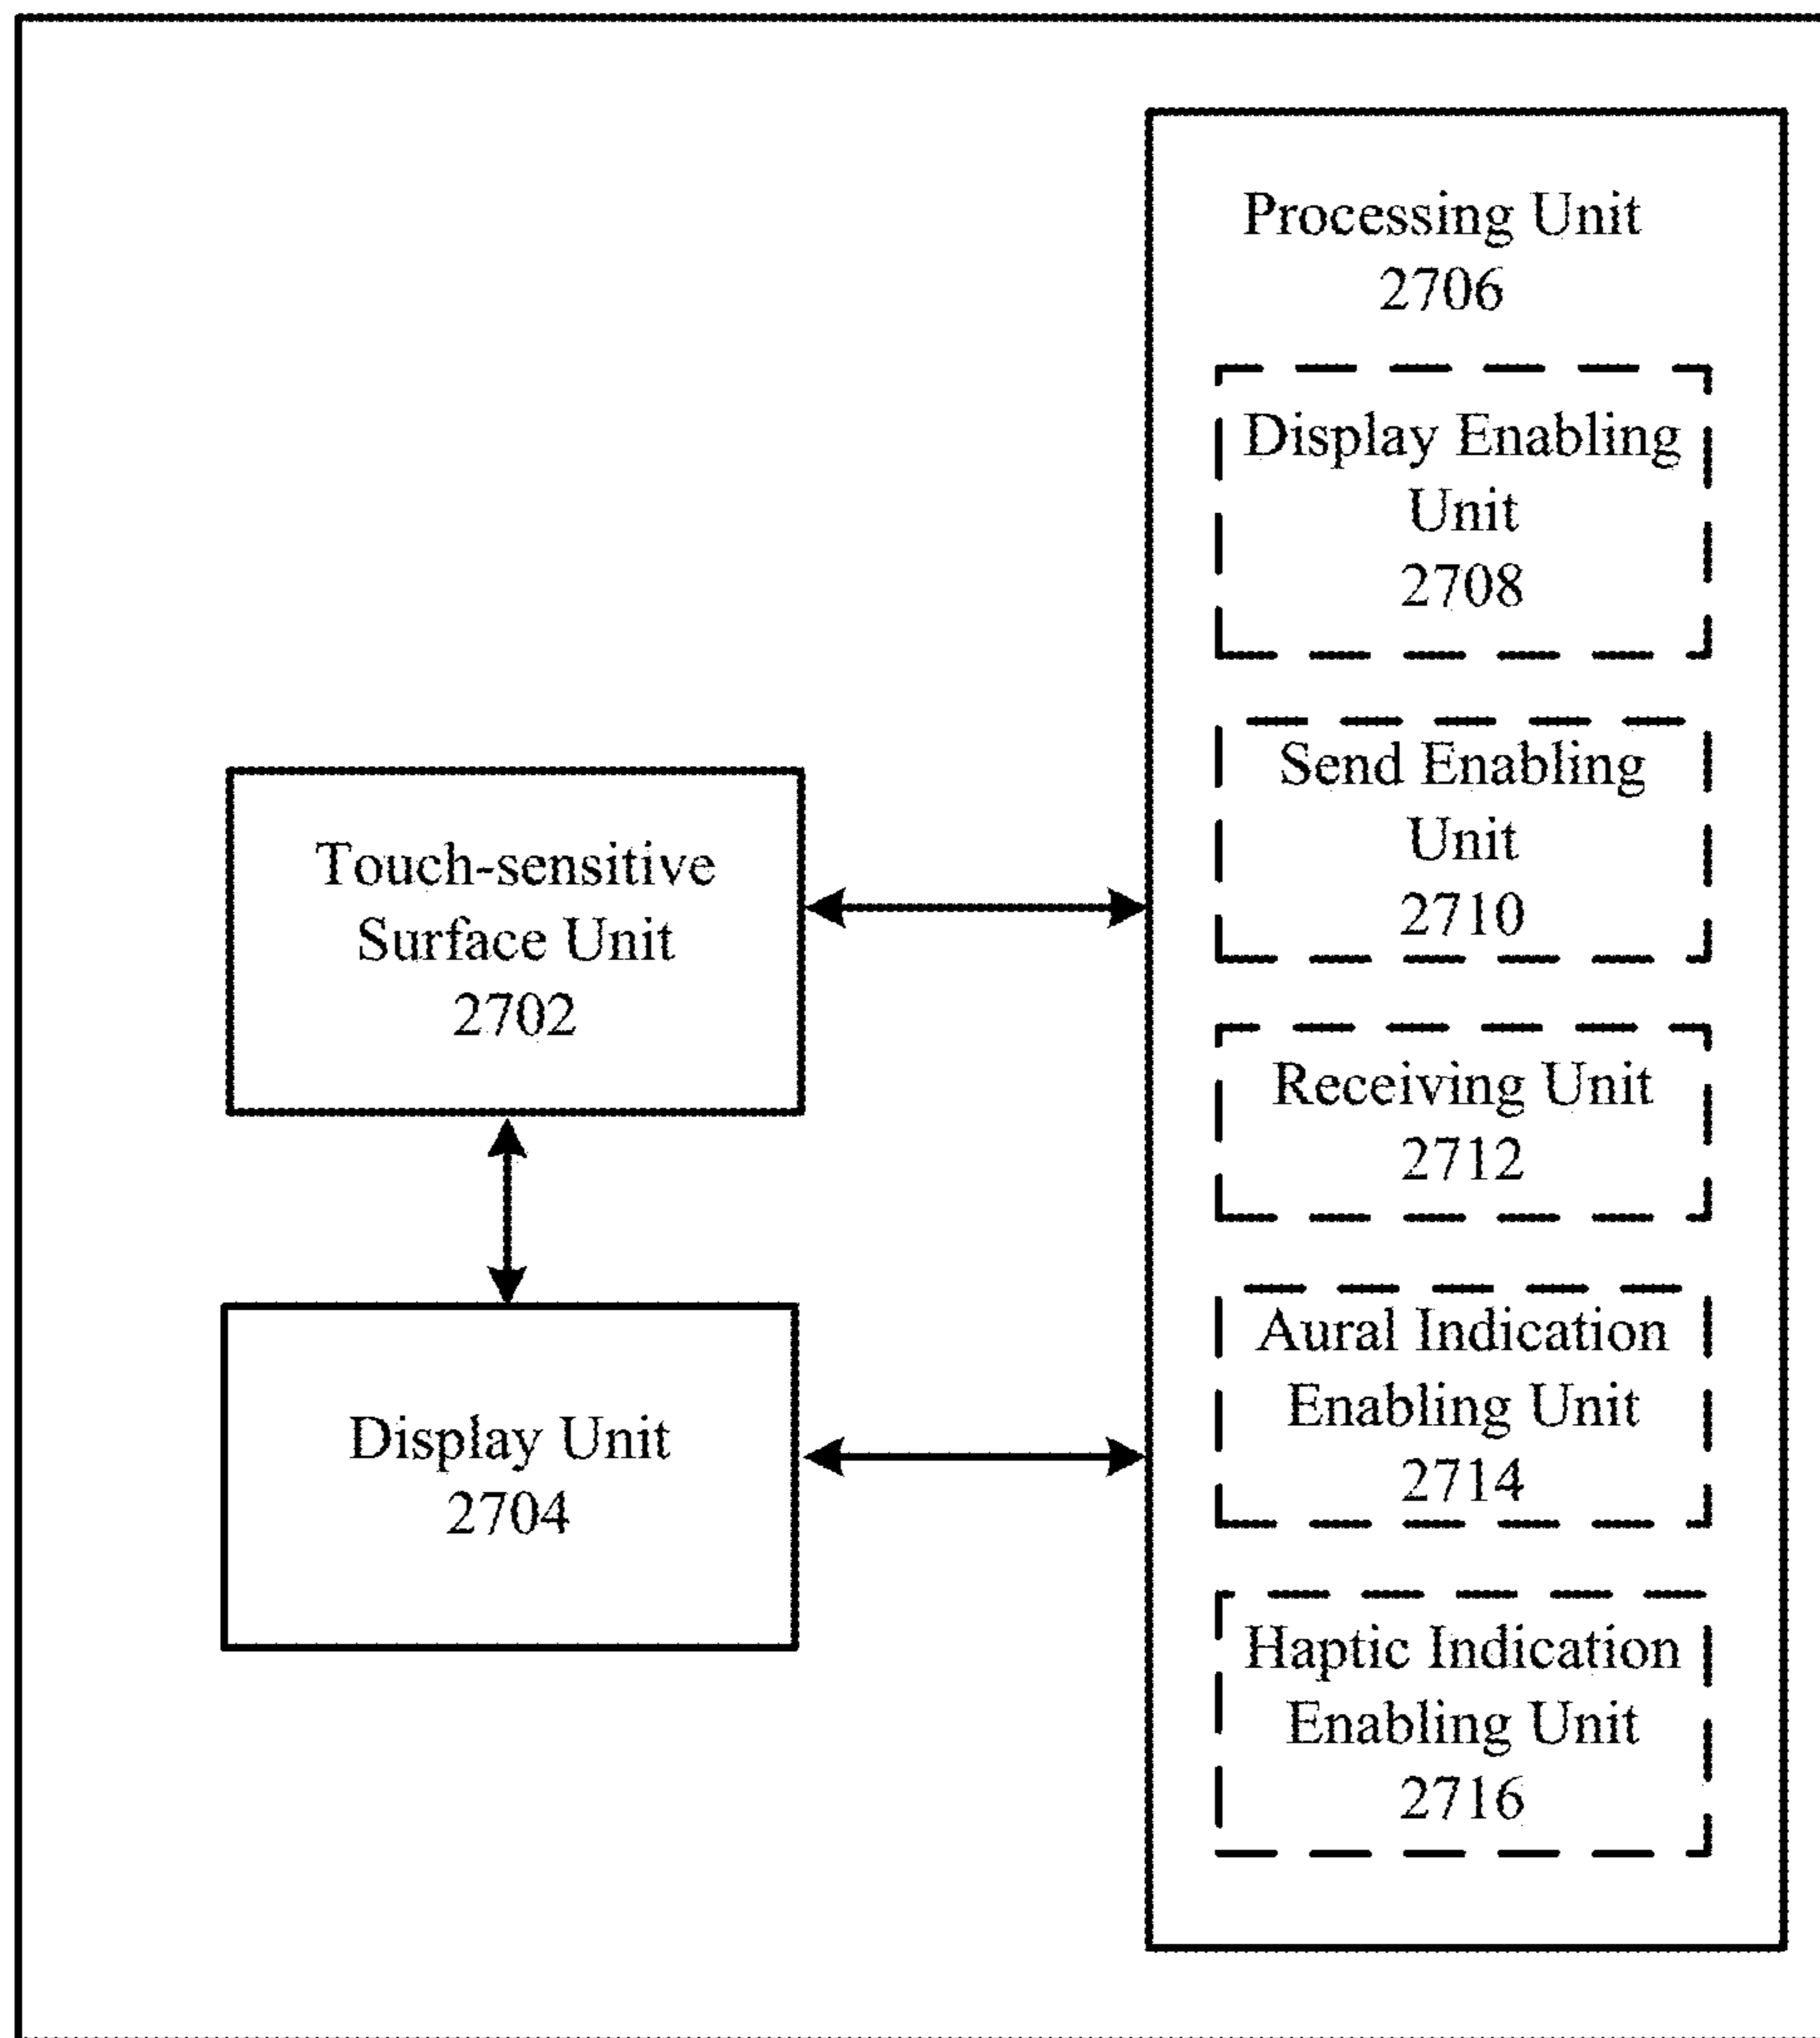 Processing Unit
2706
Display Enabling
Unit
2708
Send Enabling
Unit
2710
Receiving Unit
2712
Aural Indication
Enabling Unit
2714
Haptic Indication
Enabling Unit
2716
Touch-sensitive
Surface Unit
2702
Display Unit
2704